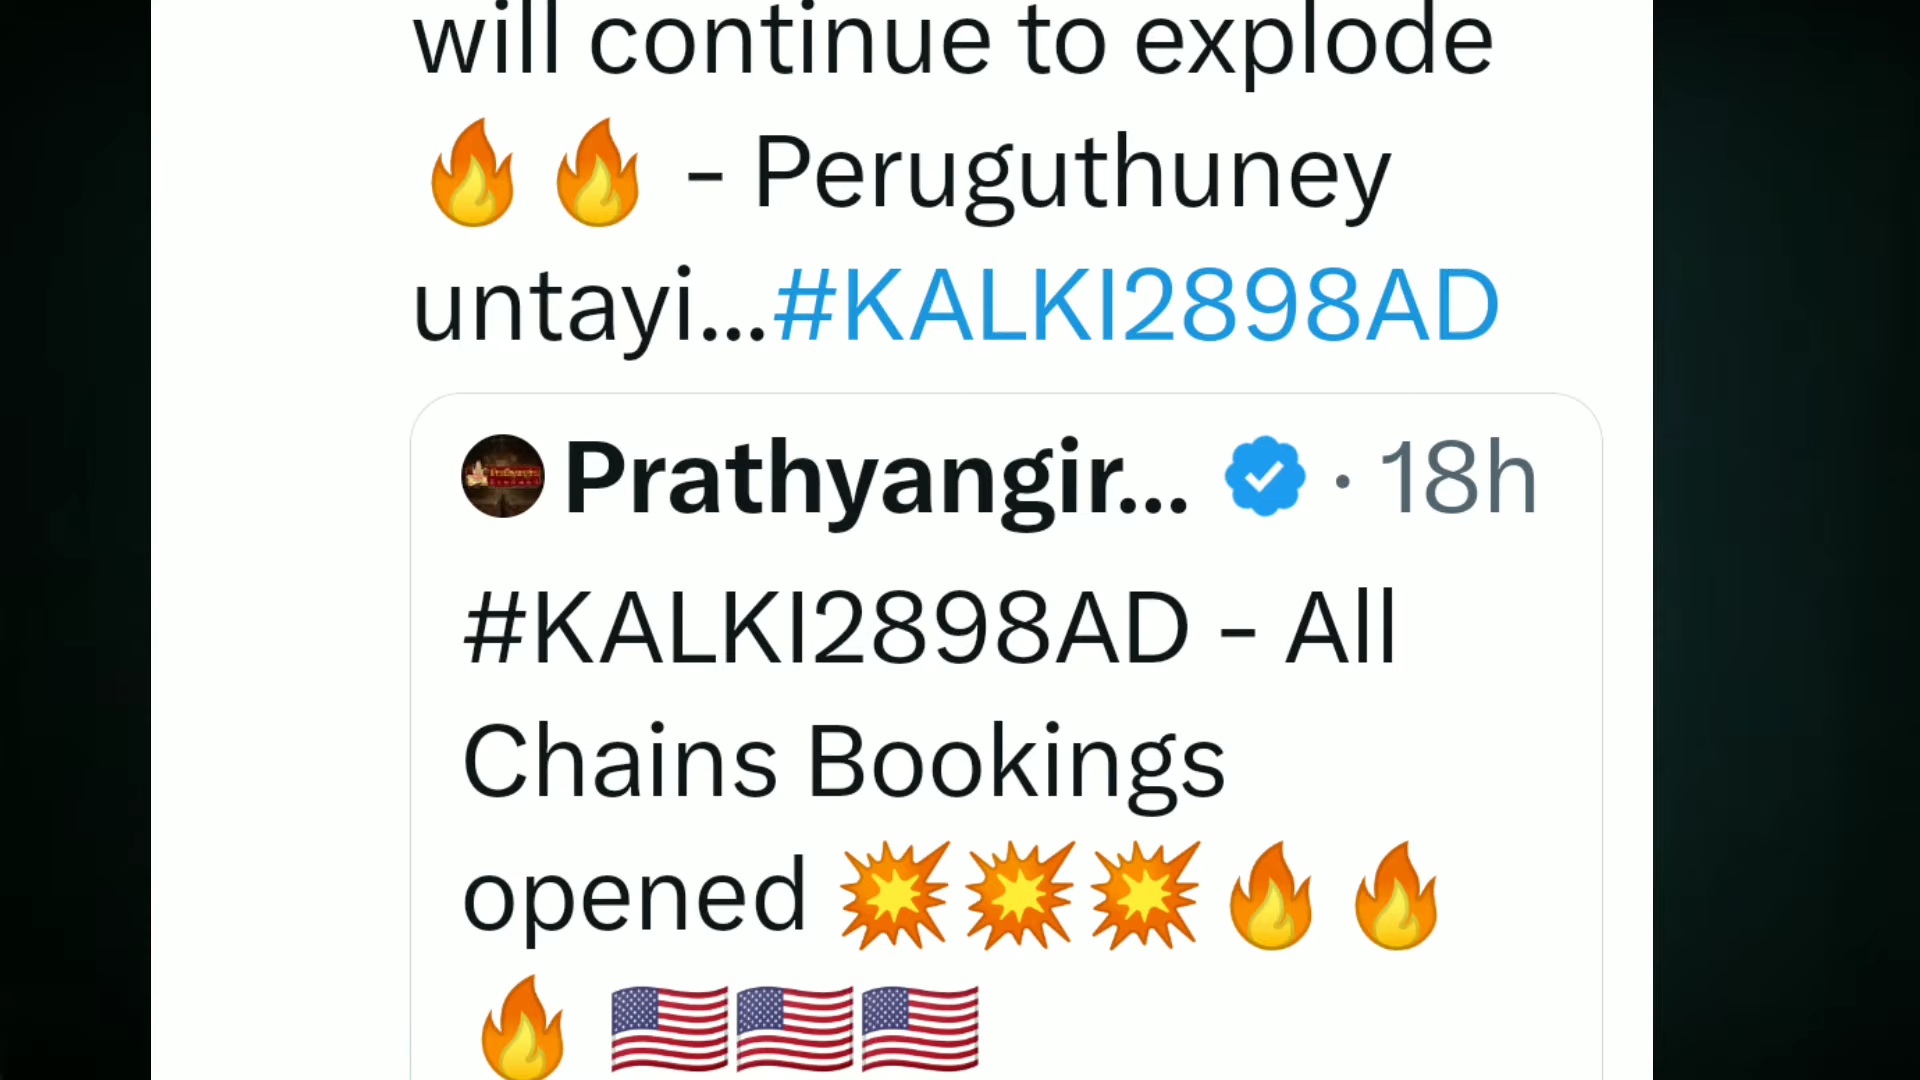 will continue to explode
🔥🔥 - Peruguthuney
untayi...#KALKI2898AD
Prathyangir... · 18h
#KALKI2898AD - All
Chains Bookings
opened 💥💥💥🔥🔥
🔥 🇺🇸🇺🇸🇺🇸